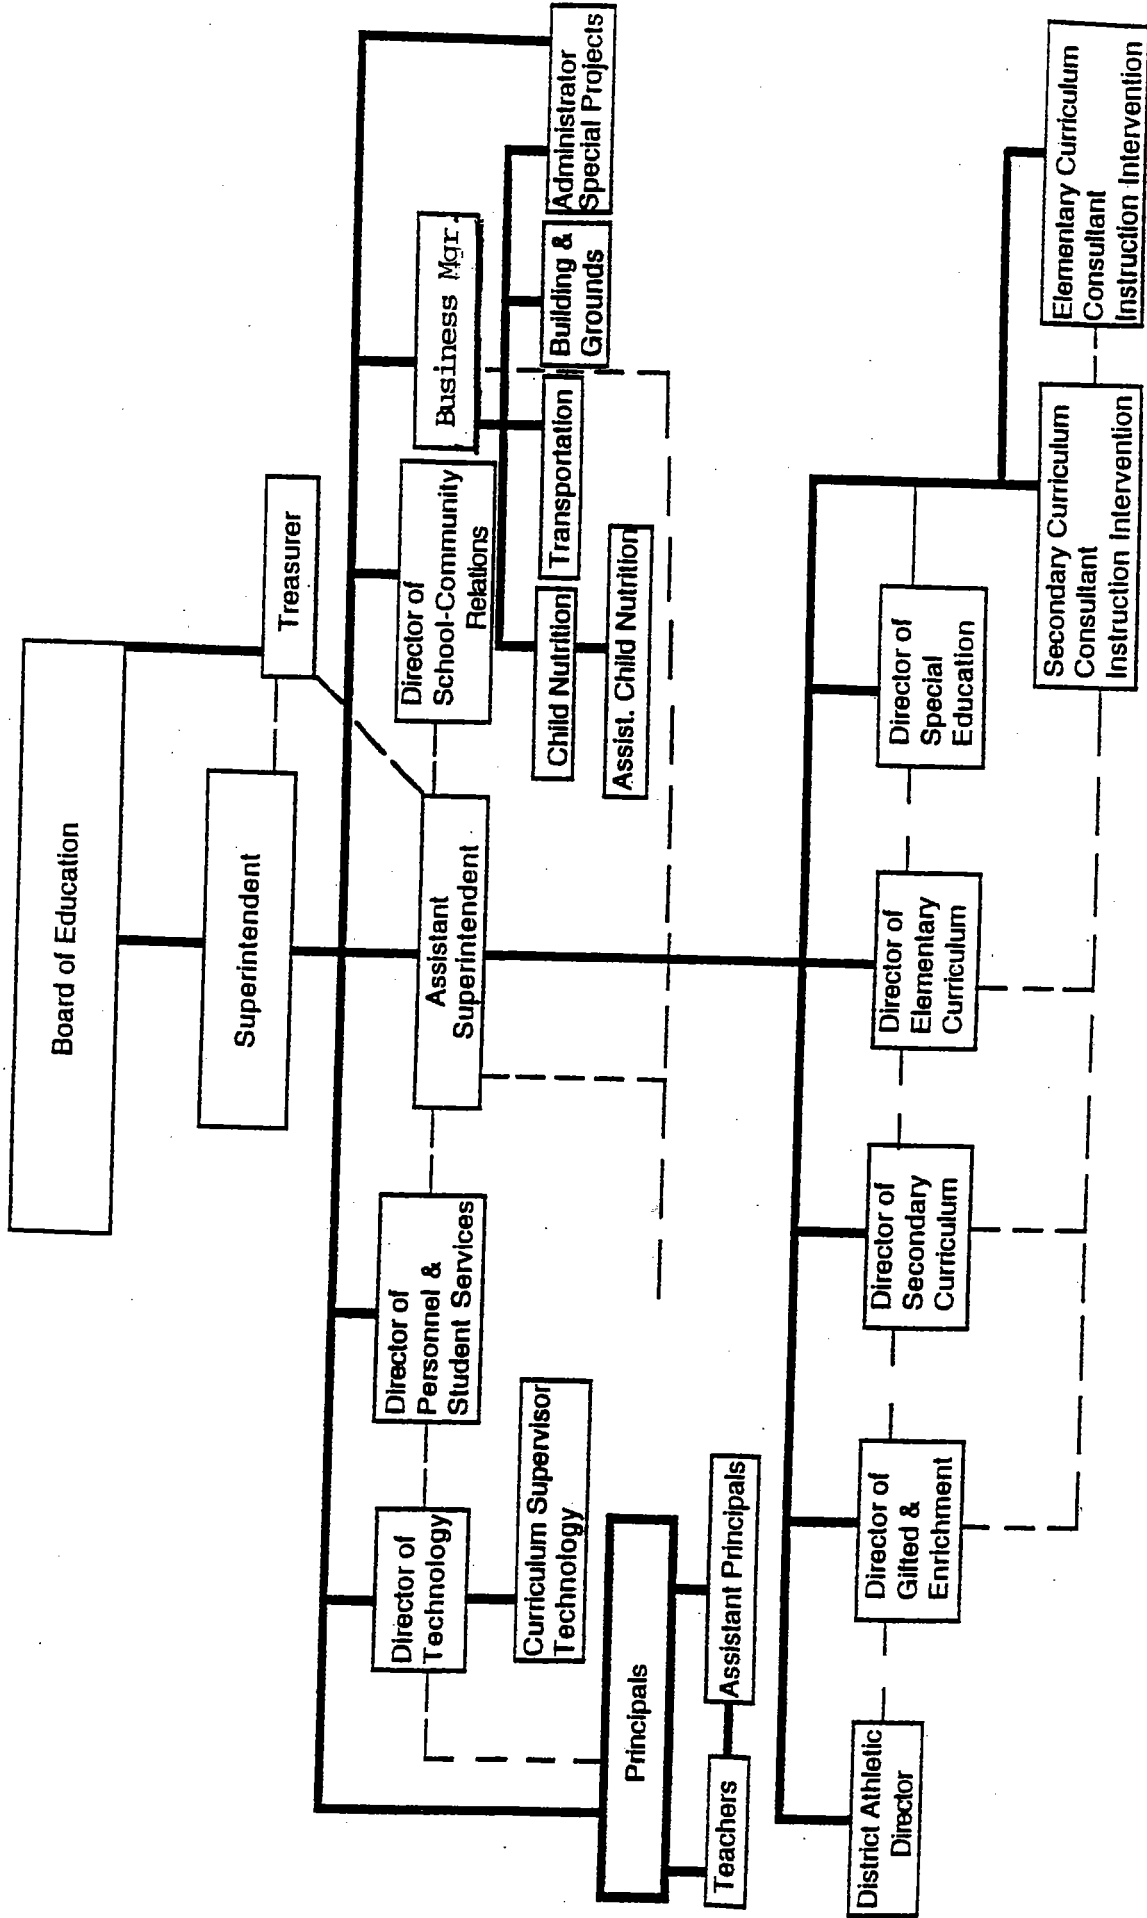 Board of Education
Superintendent
Treasurer
Director of
Technology
Director of
Personnel &
Student Services
Assistant
Superintendent
Director of
School-Community
Relations
Business Mgr.
Curriculum Supervisor
Technology
Child Nutrition
Transportation
Building &
Grounds
Administrator
Special Projects
Assist. Child Nutrition
Principals
Teachers
Assistant Principals
District Athletic
Director
Director of
Gifted &
Enrichment
Director of
Secondary
Curriculum
Director of
Elementary
Curriculum
Director of
Special
Education
Secondary Curriculum
Consultant
Instruction Intervention
Elementary Curriculum
Consultant
Instruction Intervention